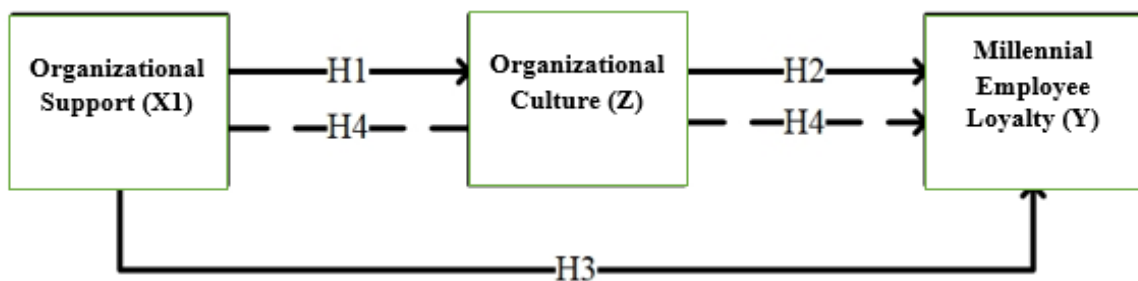 Organizational
Support (X1)
H1
H4
Organizational
Culture (Z)
H2
H4
Millennial
Employee
Loyalty (Y)
H3